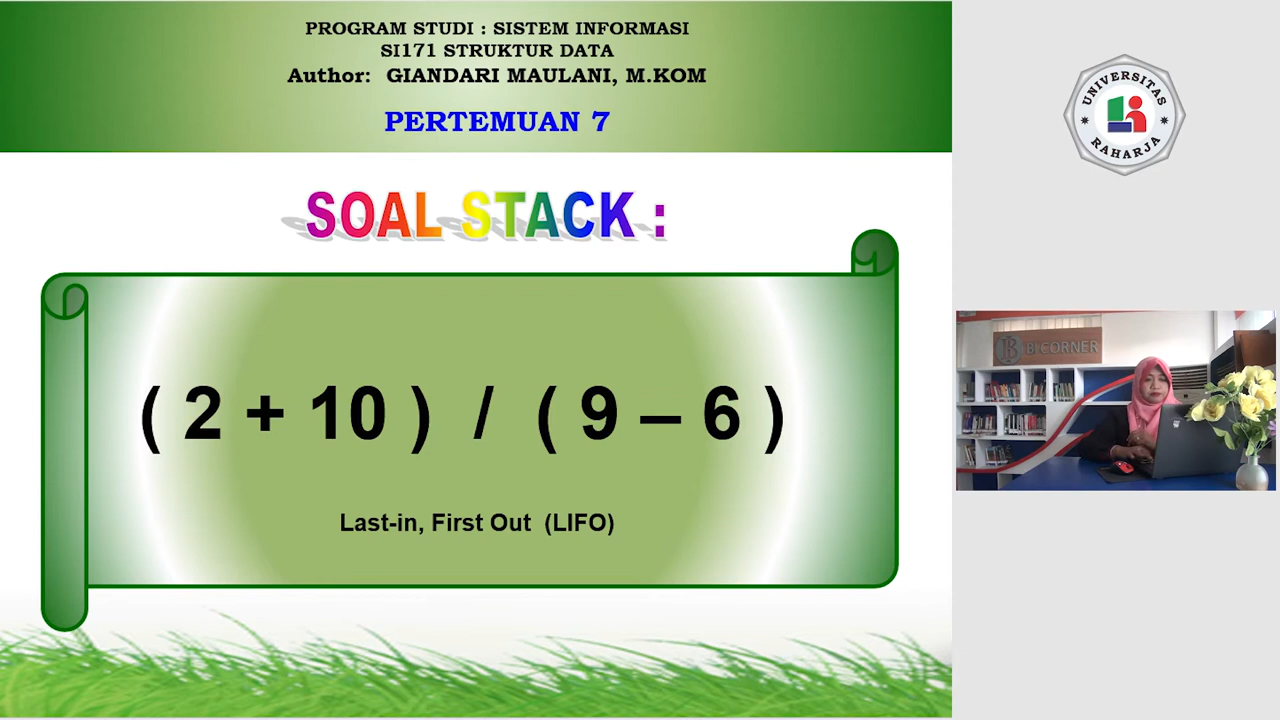 PROGRAM STUDI : SISTEM INFORMASI
SI171 STRUKTUR DATA
Author: GIANDARI MAULANI, M.KOM
PERTEMUAN 7
SOAL STACK :
( 2 + 10 ) / ( 9 – 6 )
Last-in, First Out (LIFO)
UNIVERSITAS
RAHARJA
BI CORNER